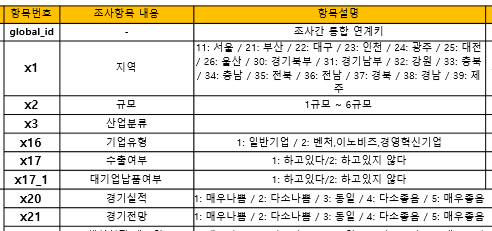 항목번호 조사항목 내용 항목설명
global_id - 조사간 통합 연계키
x1 지역 11: 서울 / 21: 부산 / 22: 대구 / 23: 인천 / 24: 광주 / 25: 대전
/ 26: 울산 / 30: 경기북부 / 31: 경기남부 / 32: 강원 / 33: 충북
/ 34: 충남 / 35: 전북 / 36: 전남 / 37: 경북 / 38: 경남 / 39: 제
주
x2 규모 1규모 ~ 6규모
x3 산업분류
x16 기업유형 1: 일반기업 / 2: 벤처,이노비즈,경영혁신기업
x17 수출여부 1: 하고있다/2: 하고있지 않다
x17_1 대기업납품여부 1: 하고있다/2: 하고있지 않다
x20 경기실적 1: 매우나쁨 / 2: 다소나쁨 / 3: 동일 / 4: 다소좋음 / 5: 매우좋음
x21 경기전망 1: 매우나쁨 / 2: 다소나쁨 / 3: 동일 / 4: 다소좋음 / 5: 매우좋음